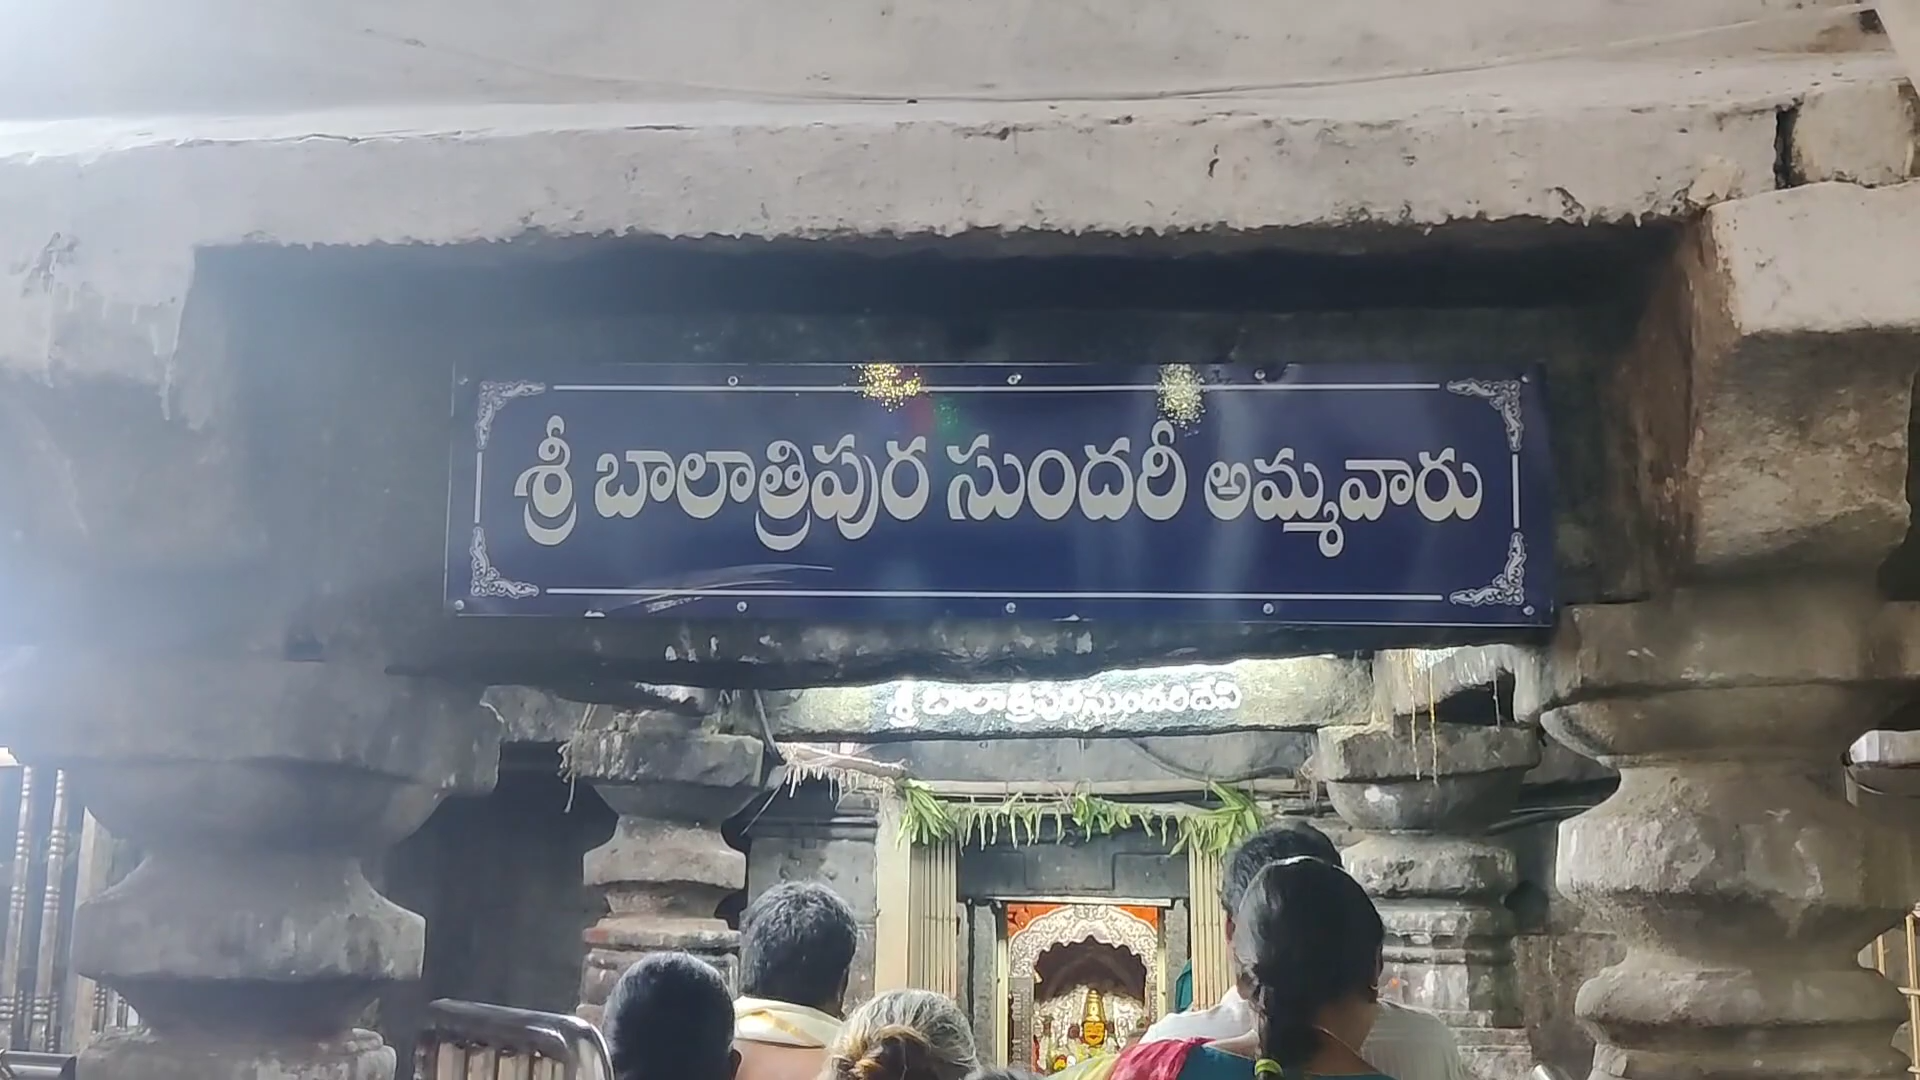 శ్రీ బాలాత్రిపుర సుందరీ అమ్మవారు
శ్రీ బాలాత్రిపురసుందరిదేవి